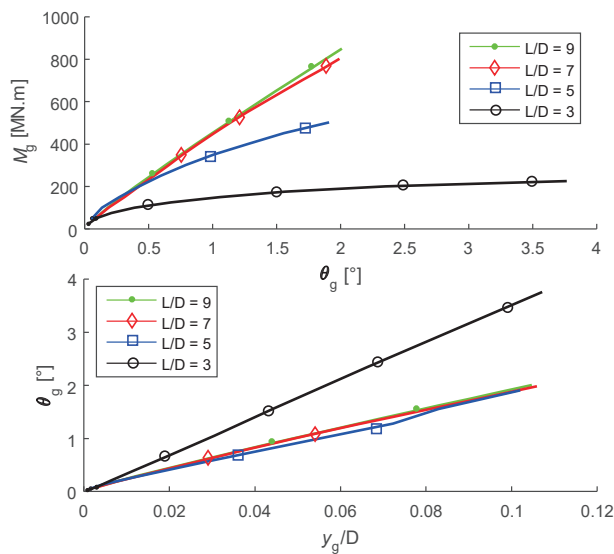 1000
800
600
400
200
0
M_g [MN.m]
L/D = 9
L/D = 7
L/D = 5
L/D = 3
0 0.5 1 1.5 2 2.5 3 3.5 4
θ_g [°]
4
3
2
1
0
θ_g [°]
L/D = 9
L/D = 7
L/D = 5
L/D = 3
0 0.02 0.04 0.06 0.08 0.1 0.12
y_g/D